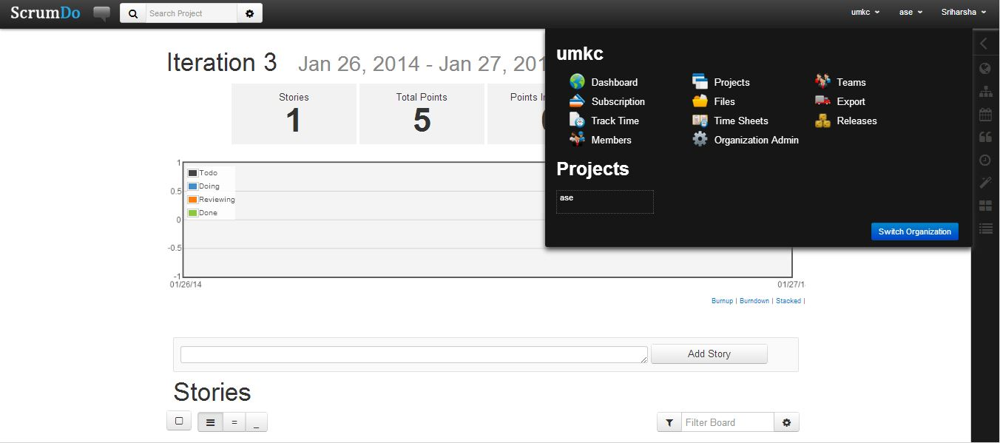 ScrumDo Search Project umkc ase Sriharsha
umkc
Dashboard Projects Teams
Subscription Files Export
Track Time Time Sheets Releases
Members Organization Admin
Projects
ase
Switch Organization
Iteration 3 Jan 26, 2014 - Jan 27, 201
Stories Total Points Points
1 5
1
Todo
0.5
Doing
Reviewing
0
Done
-0.5
-1
01/26/14 01/27/1
Burnup | Burndown | Stacked |
Add Story
Stories
= _ Filter Board